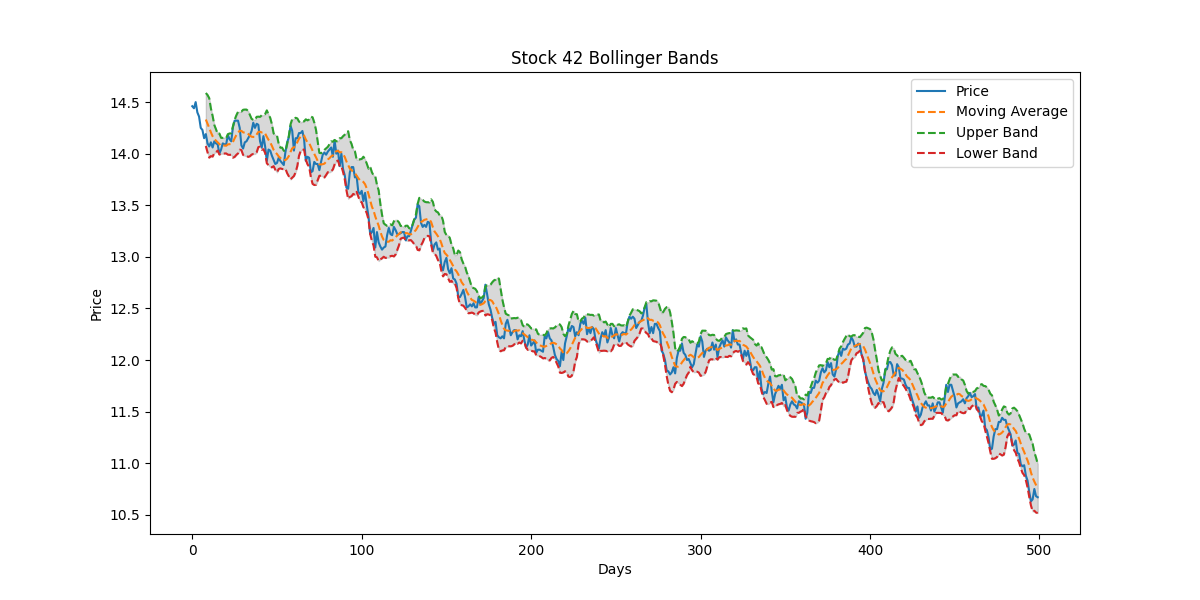 Stock 42 Bollinger Bands
Price
Moving Average
Upper Band
Lower Band
Price
14.5
14.0
13.5
13.0
12.5
12.0
11.5
11.0
10.5
0
100
200
300
400
500
Days